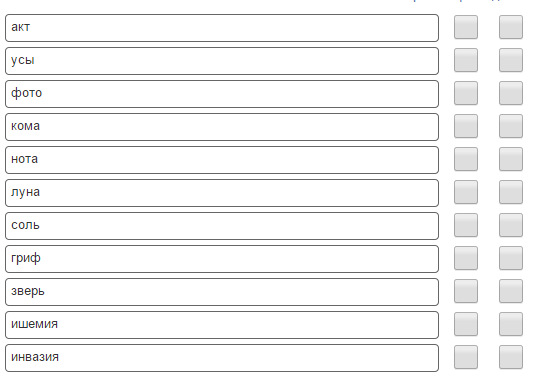 акт
усы
фото
кома
нота
луна
соль
гриф
зверь
ишемия
инвазия